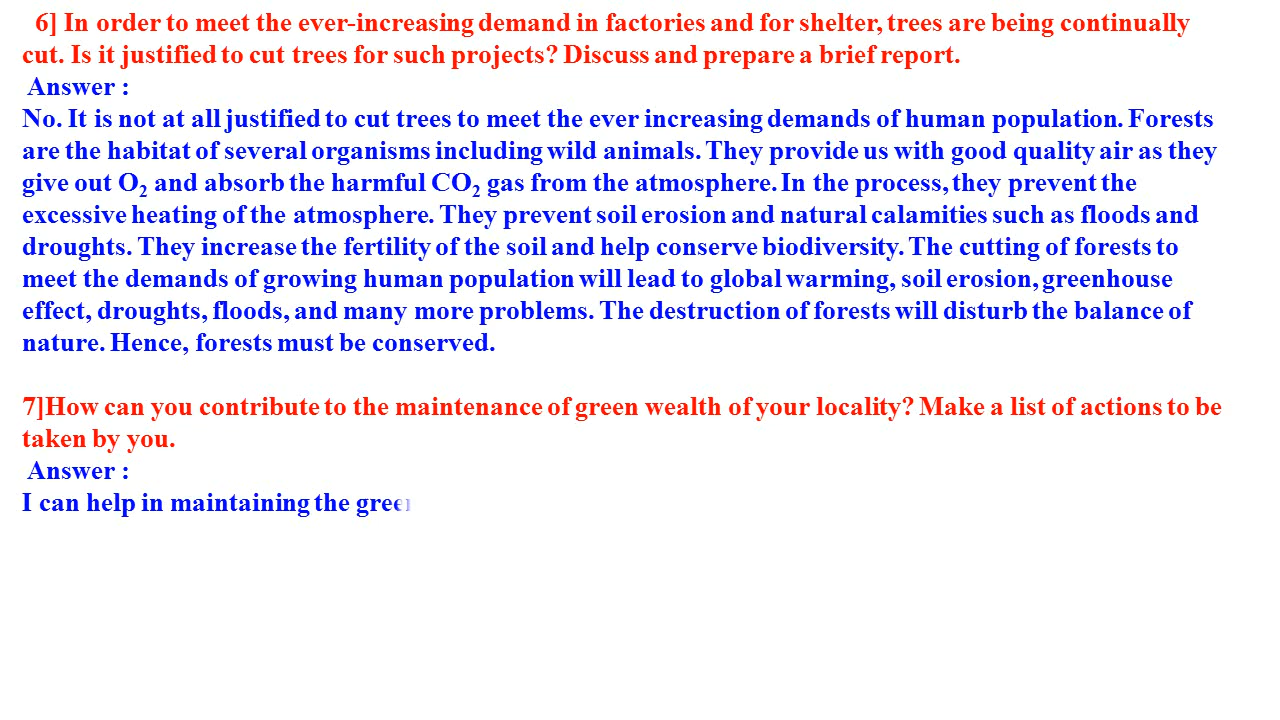 6] In order to meet the ever-increasing demand in factories and for shelter, trees are being continually
cut. Is it justified to cut trees for such projects? Discuss and prepare a brief report.
Answer :
No. It is not at all justified to cut trees to meet the ever increasing demands of human population. Forests
are the habitat of several organisms including wild animals. They provide us with good quality air as they
give out O₂ and absorb the harmful CO₂ gas from the atmosphere. In the process, they prevent the
excessive heating of the atmosphere. They prevent soil erosion and natural calamities such as floods and
droughts. They increase the fertility of the soil and help conserve biodiversity. The cutting of forests to
meet the demands of growing human population will lead to global warming, soil erosion, greenhouse
effect, droughts, floods, and many more problems. The destruction of forests will disturb the balance of
nature. Hence, forests must be conserved.
7]How can you contribute to the maintenance of green wealth of your locality? Make a list of actions to be
taken by you.
Answer :
I can help in maintaining the